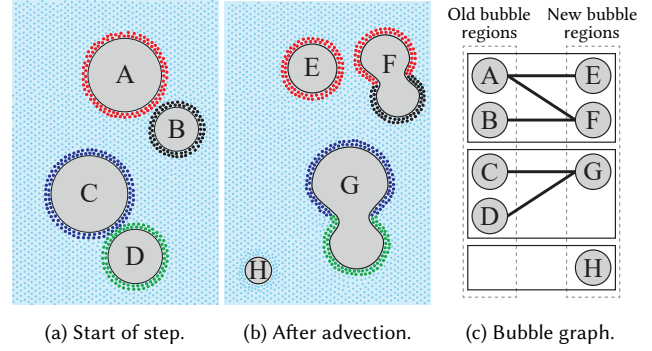 A
B
C
D
E
F
G
H
Old bubble
regions
New bubble
regions
A
E
B
F
C
G
D
H
(a) Start of step.
(b) After advection.
(c) Bubble graph.